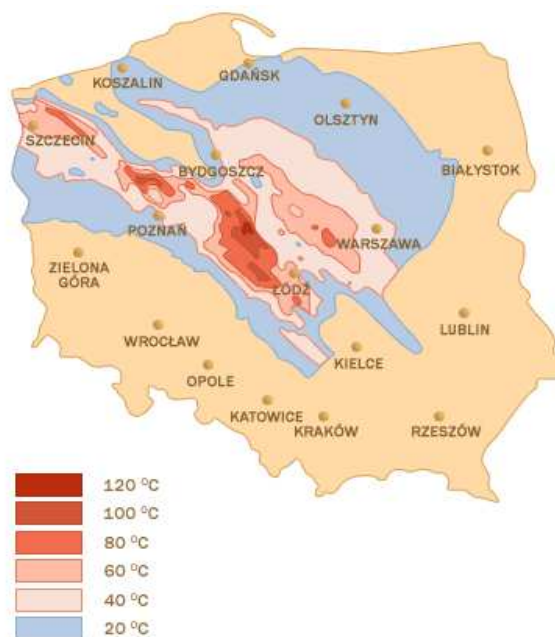 KOSZALIN
GDAŃSK
OLSZTYN
SZCZECIN
BYDGOSZCZ
BIAŁYSTOK
POZNAŃ
WARSZAWA
ZIELONA
GÓRA
ŁÓDŹ
LUBLIN
WROCŁAW
KIELCE
OPOLE
KATOWICE
KRAKÓW
RZESZÓW
120 °C
100 °C
80 °C
60 °C
40 °C
20 °C